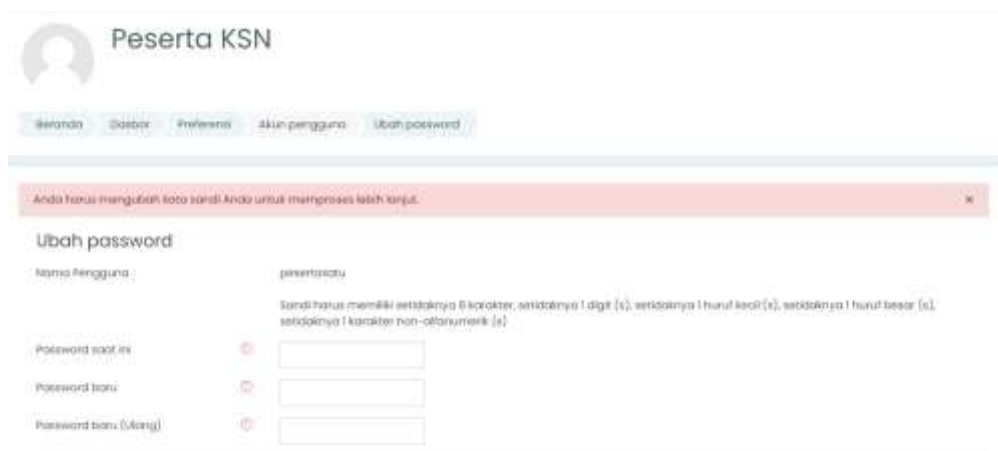 Peserta KSN
Beranda Dasbor Preferensi Akun pengguna Ubah password
Anda harus mengubah kata sandi Anda untuk memproses lebih lanjut. ×
Ubah password
Nama Pengguna pesertasatu
Sandi harus memiliki setidaknya 8 karakter, setidaknya 1 digit (s), setidaknya 1 huruf kecil (s), setidaknya 1 huruf besar (s),
setidaknya 1 karakter non-alfanumerik (s)
Password saat ini
Password baru
Password baru (Ulang)